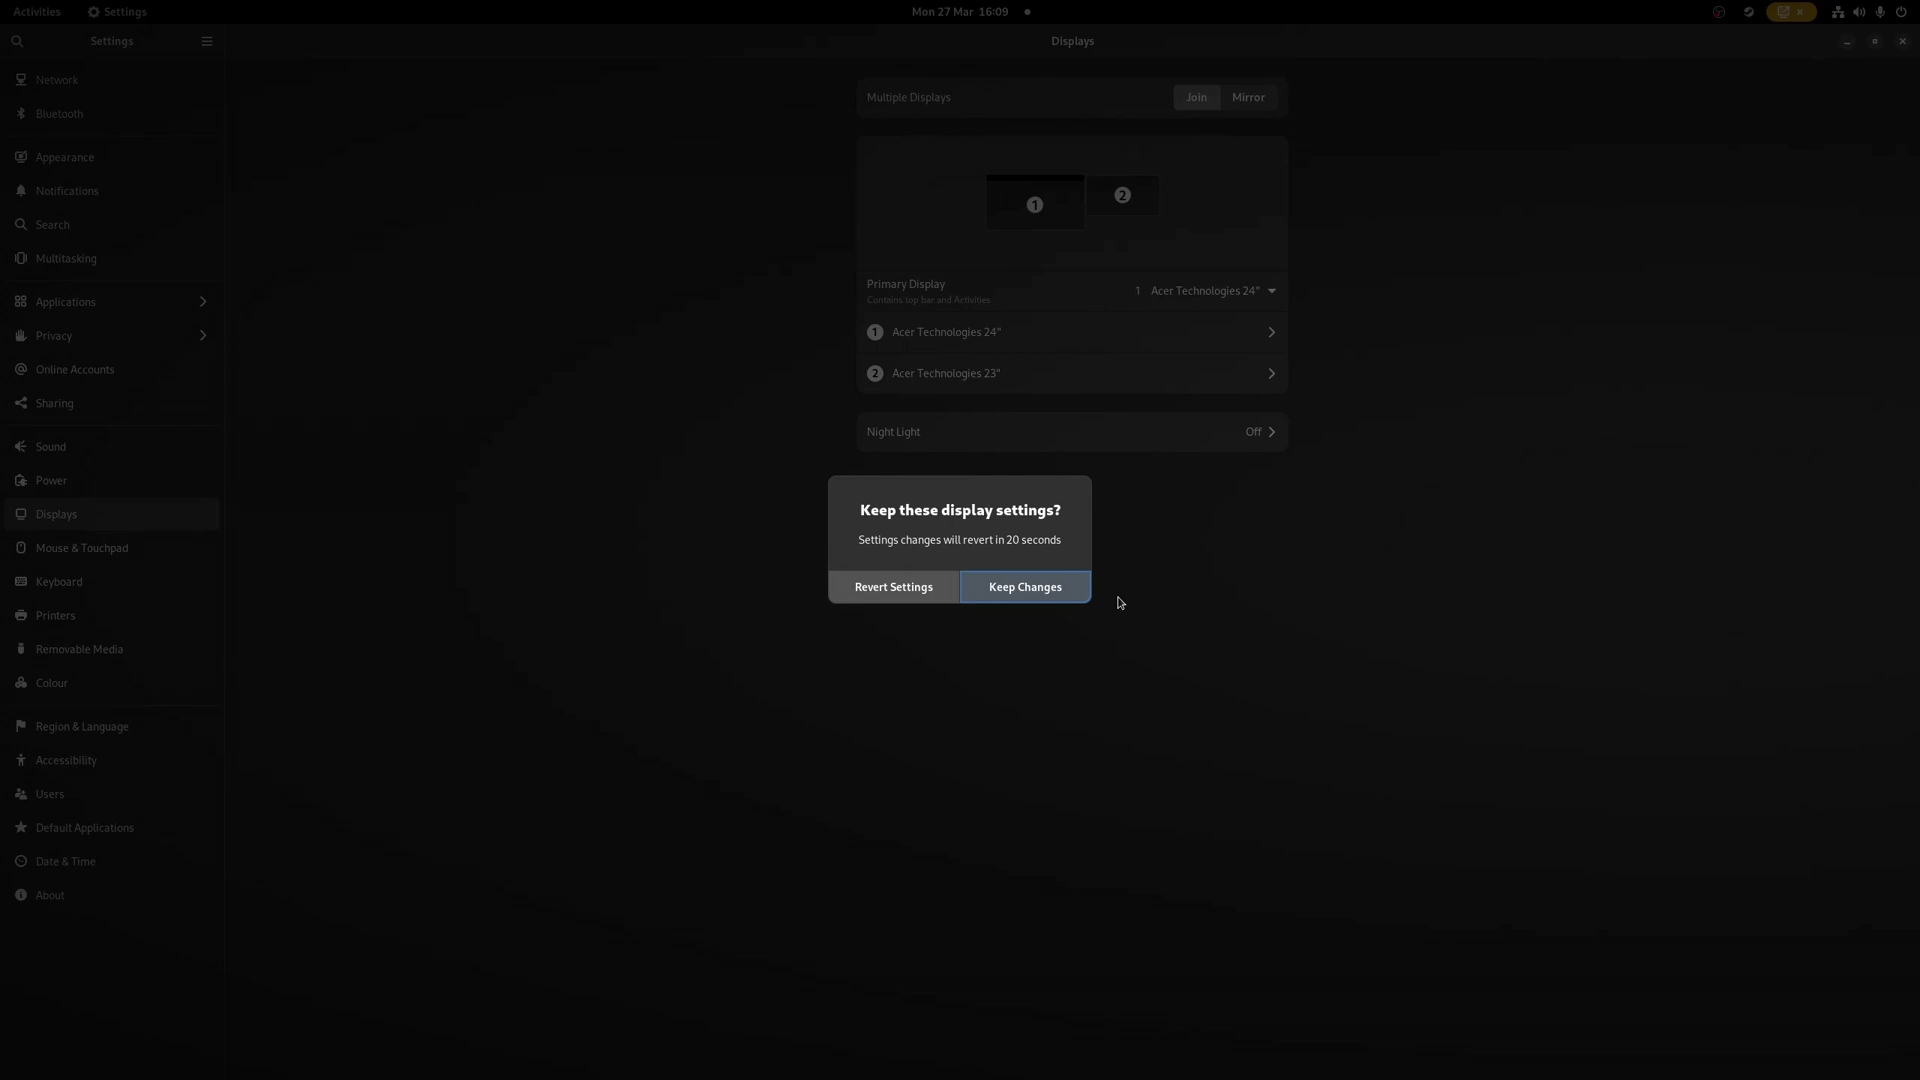 Activities
Settings
Mon 27 Mar 16:09
Settings
Displays
Network
Bluetooth
Appearance
Notifications
Search
Multitasking
Applications
Privacy
Online Accounts
Sharing
Sound
Power
Displays
Mouse & Touchpad
Keyboard
Printers
Removable Media
Colour
Region & Language
Accessibility
Users
Default Applications
Date & Time
About
Multiple Displays
Join
Mirror
1
2
Primary Display
Contains top bar and Activities
1 Acer Technologies 24"
1 Acer Technologies 24"
2 Acer Technologies 23"
Night Light
Off
Keep these display settings?
Settings changes will revert in 20 seconds
Revert Settings
Keep Changes